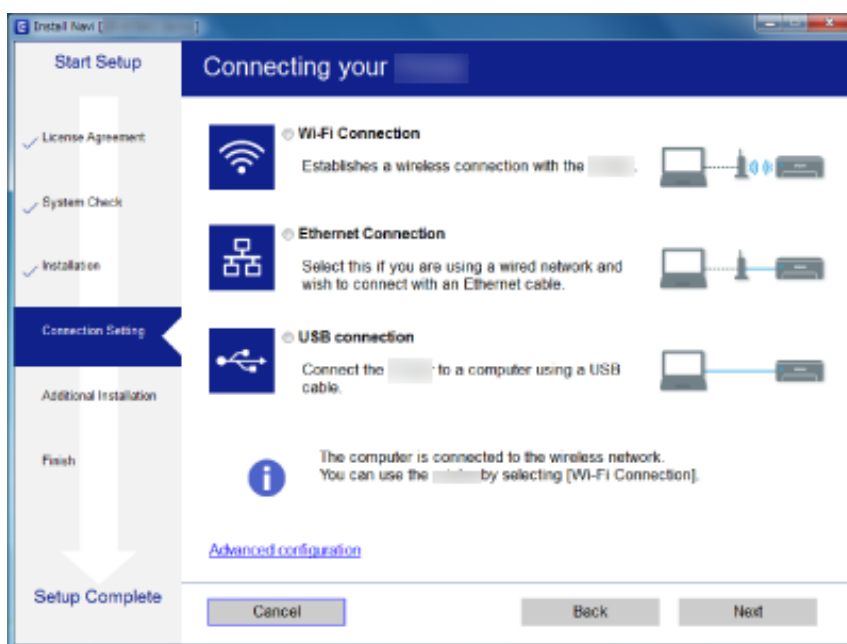 Install Navi [
]
Start Setup
License Agreement
System Check
Installation
Connection Setting
Additional Installation
Finish
Setup Complete
Connecting your
Wi-Fi Connection
Establishes a wireless connection with the .
Ethernet Connection
Select this if you are using a wired network and
wish to connect with an Ethernet cable.
USB connection
Connect the to a computer using a USB
cable.
The computer is connected to the wireless network.
You can use the by selecting [Wi-Fi Connection].
Advanced configuration
Cancel
Back
Next